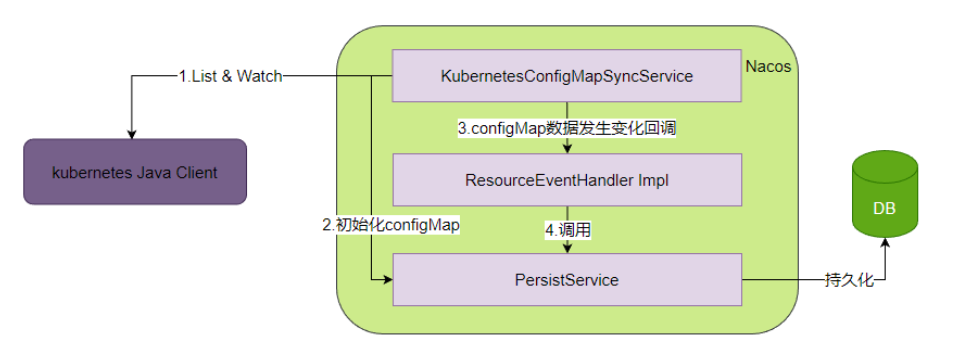 Nacos
KubernetesConfigMapSyncService
1.List & Watch
3.configMap数据发生变化回调
kubernetes Java Client
ResourceEventHandler Impl
DB
2.初始化configMap
4.调用
PersistService
持久化